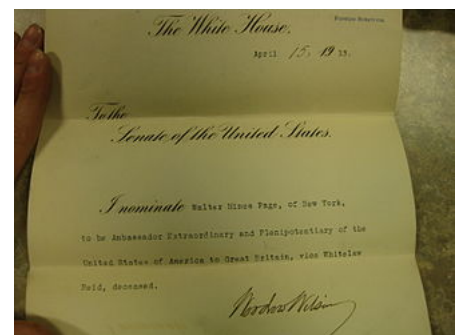 The White House.
April 15, 1913.
To the
Senate of the United States.
I nominate Walter Hines Page, of New York,
to be Ambassador Extraordinary and Plenipotentiary of the
United States of America to Great Britain, vice Whitelaw
Reid, deceased.
Woodrow Wilson